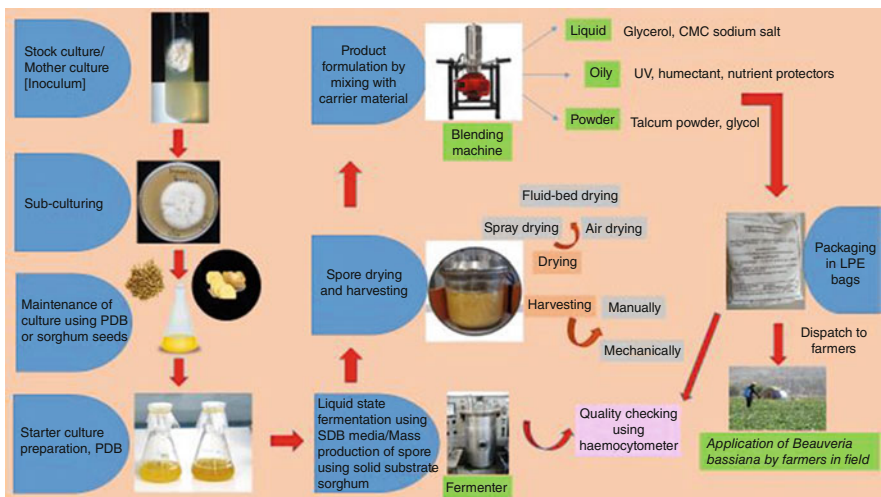 Stock culture/
Mother culture
[Inoculum]
Sub-culturing
Maintenance of
culture using PDB
or sorghum seeds
Starter culture
preparation, PDB
Liquid state
fermentation using
SDB media/Mass
production of spore
using solid substrate
sorghum
Fermenter
Spore drying
and harvesting
Fluid-bed drying
Spray drying
Air drying
Drying
Harvesting
Manually
Mechanically
Product
formulation by
mixing with
carrier material
Blending
machine
Liquid
Glycerol, CMC sodium salt
Oily
UV, humectant, nutrient protectors
Powder
Talcum powder, glycol
Packaging
in LPE
bags
Dispatch to
farmers
Quality checking
using
haemocytometer
Application of Beauveria
bassiana by farmers in field